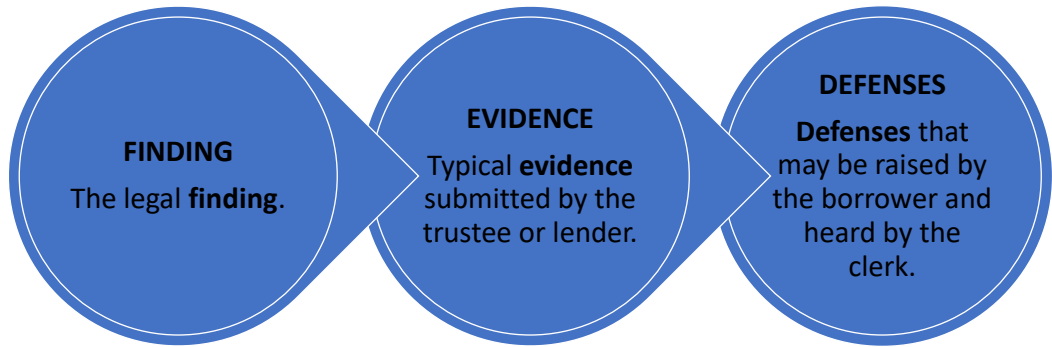 FINDING
The legal finding.
EVIDENCE
Typical evidence
submitted by the
trustee or lender.
DEFENSES
Defenses that
may be raised by
the borrower and
heard by the
clerk.